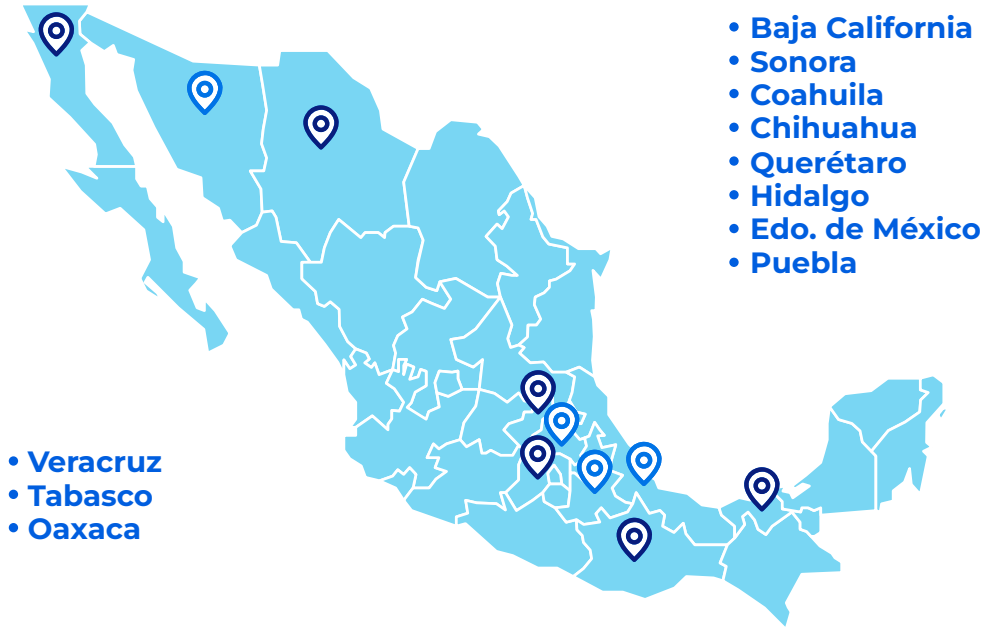 • Baja California
• Sonora
• Coahuila
• Chihuahua
• Querétaro
• Hidalgo
• Edo. de México
• Puebla
• Veracruz
• Tabasco
• Oaxaca